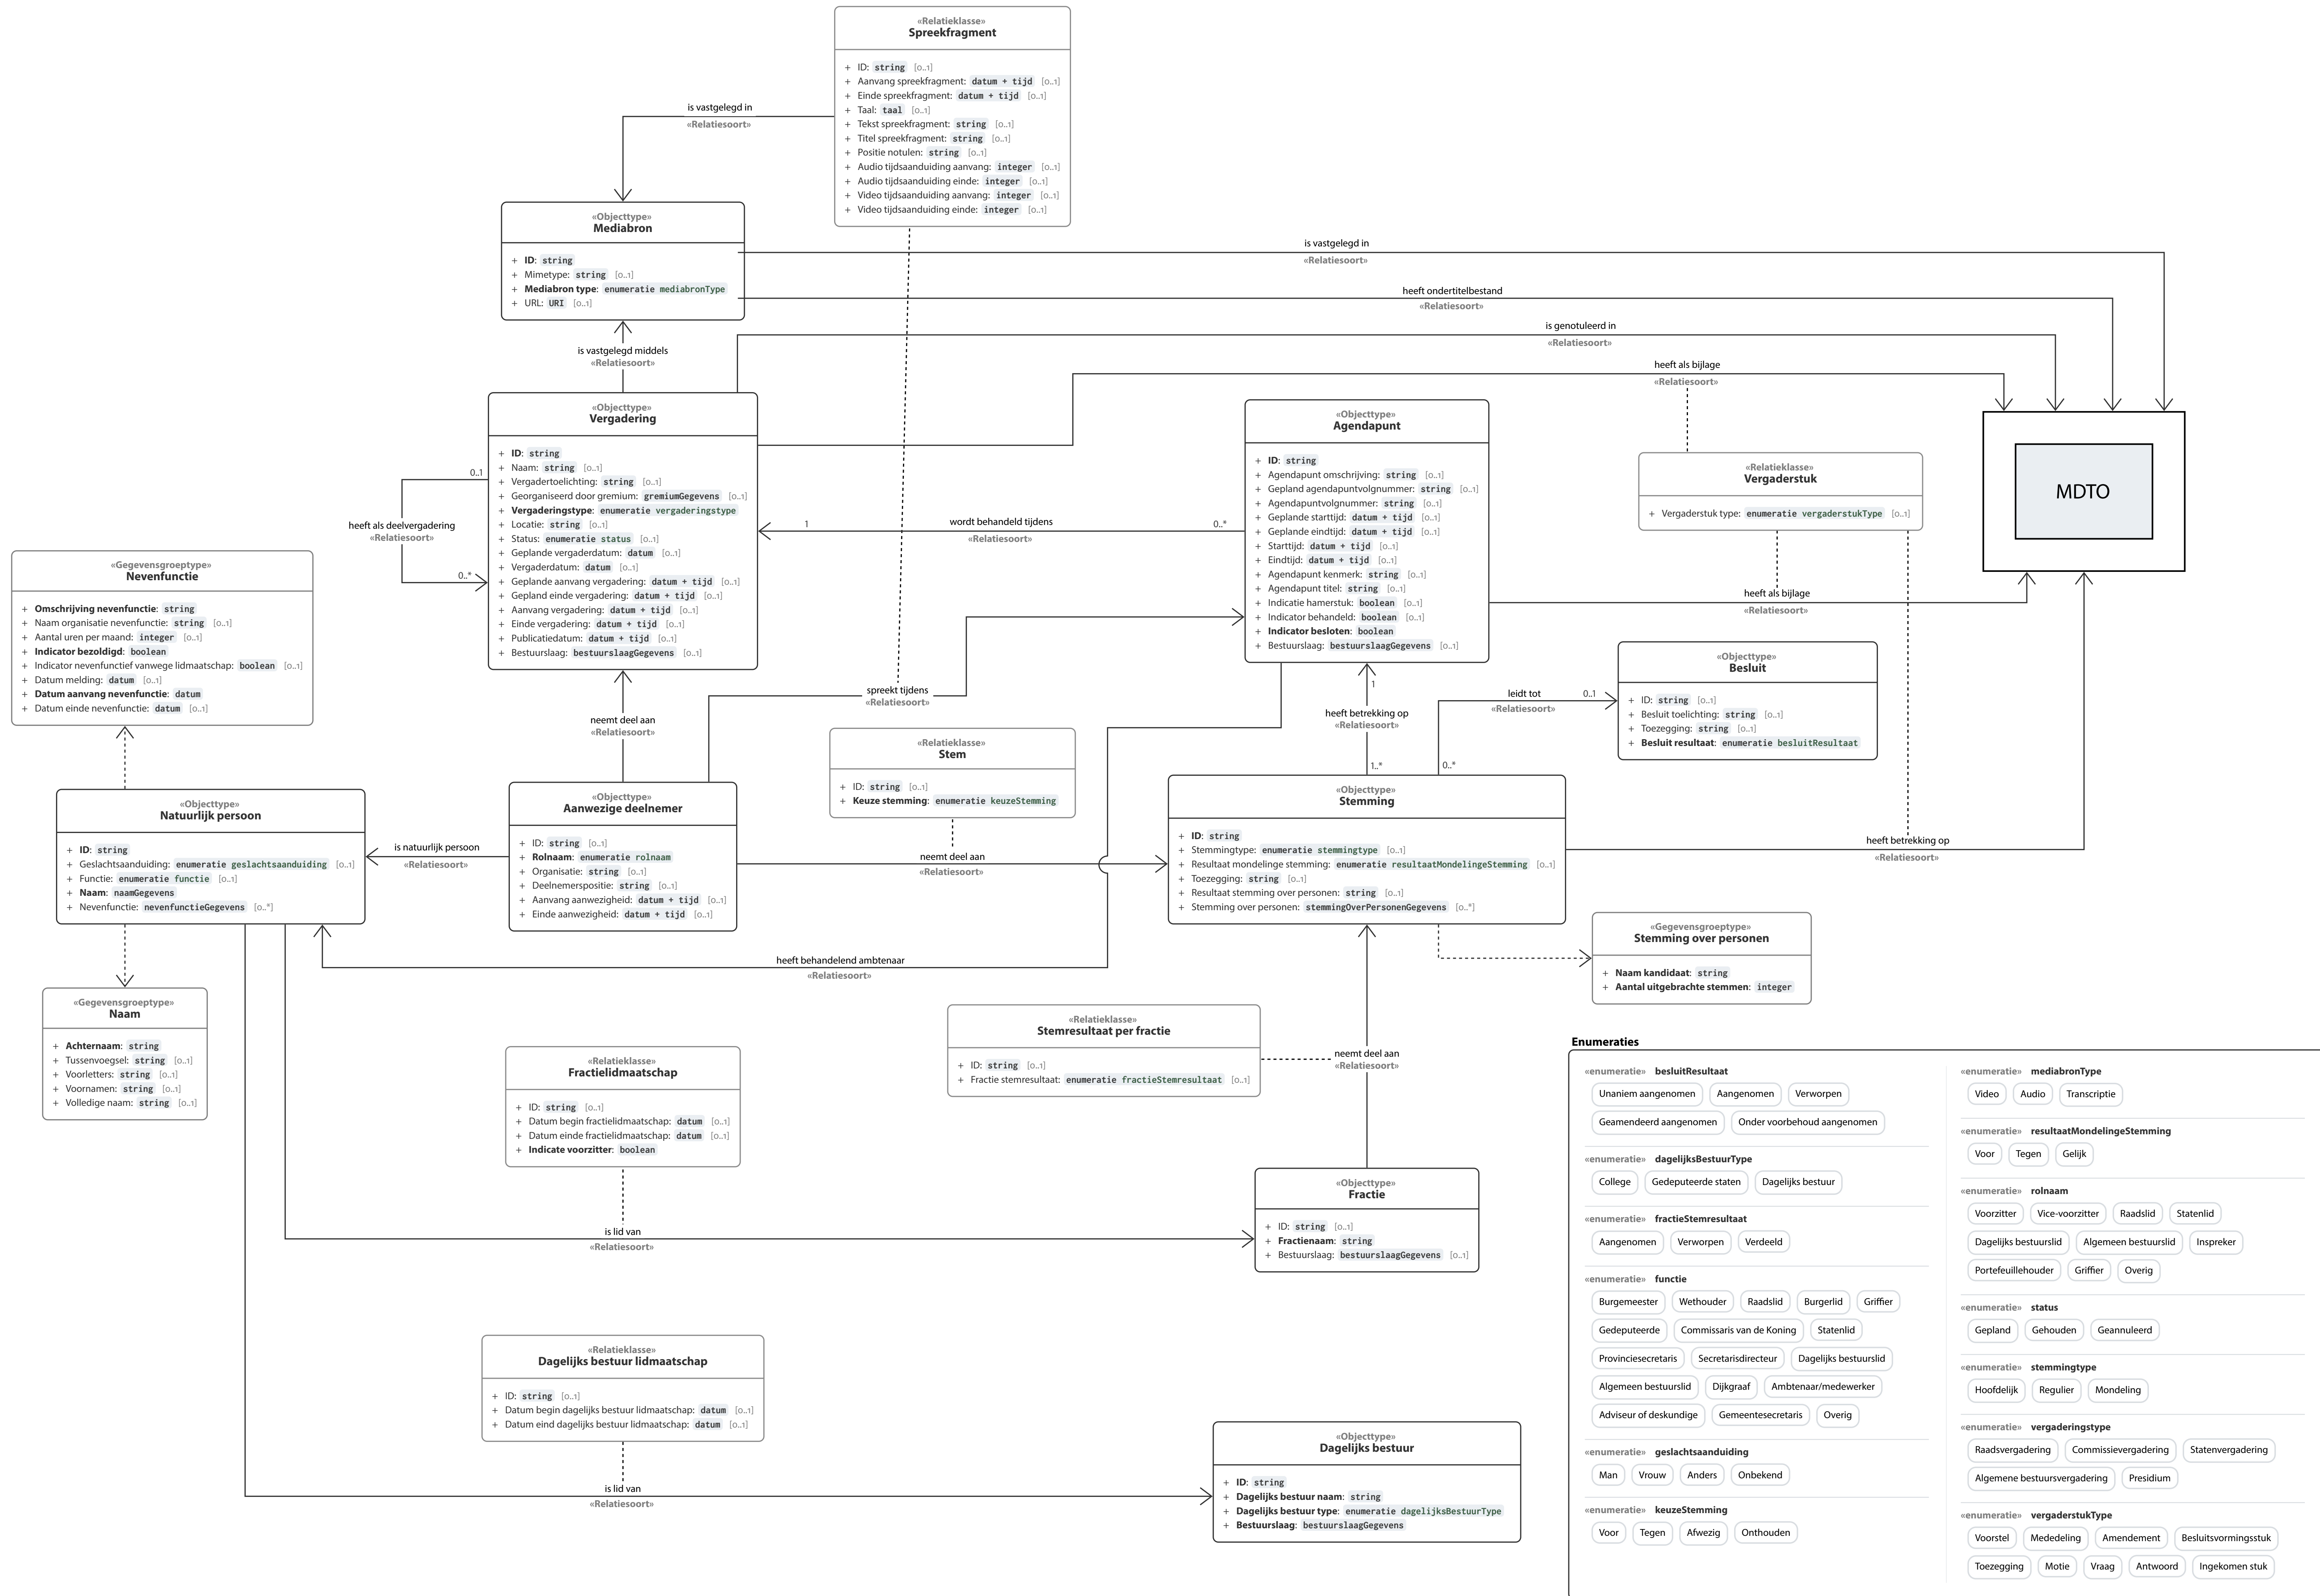 «Relatieklasse»
Spreekfragment
+ ID: string [0..1]
+ Aanvang spreekfragment: datum + tijd [0..1]
+ Einde spreekfragment: datum + tijd [0..1]
+ Taal: taal [0..1]
+ Tekst spreekfragment: string [0..1]
+ Titel spreekfragment: string [0..1]
+ Positie notulen: string [0..1]
+ Audio tijdsaanduiding aanvang: integer [0..1]
+ Audio tijdsaanduiding einde: integer [0..1]
+ Video tijdsaanduiding aanvang: integer [0..1]
+ Video tijdsaanduiding einde: integer [0..1]
is vastgelegd in
«Relatiesoort»
«Objecttype»
Mediabron
+ ID: string
+ Mimetype: string [0..1]
+ Mediabron type: enumeratie mediabronType
+ URL: URI [0..1]
is vastgelegd in
«Relatiesoort»
heeft ondertitelbestand
«Relatiesoort»
is genotuleerd in
«Relatiesoort»
heeft als bijlage
«Relatiesoort»
is vastgelegd middels
«Relatiesoort»
«Objecttype»
Vergadering
+ ID: string
+ Naam: string [0..1]
+ Vergadertoelichting: string [0..1]
+ Georganiseerd door gremium: gremiumGegevens [0..1]
+ Vergaderingstype: enumeratie vergaderingstype
+ Locatie: string [0..1]
+ Status: enumeratie status [0..1]
+ Geplande vergaderdatum: datum [0..1]
+ Vergaderdatum: datum [0..1]
+ Geplande aanvang vergadering: datum + tijd [0..1]
+ Gepland einde vergadering: datum + tijd [0..1]
+ Aanvang vergadering: datum + tijd [0..1]
+ Einde vergadering: datum + tijd [0..1]
+ Publicatiedatum: datum + tijd [0..1]
+ Bestuurslaag: bestuurslaagGegevens [0..1]
0..1
heeft als deelvergadering
«Relatiesoort»
0..*
«Objecttype»
Agendapunt
+ ID: string
+ Agendapunt omschrijving: string [0..1]
+ Gepland agendapuntvolgnummer: string [0..1]
+ Agendapuntvolgnummer: string [0..1]
+ Geplande starttijd: datum + tijd [0..1]
+ Geplande eindtijd: datum + tijd [0..1]
+ Starttijd: datum + tijd [0..1]
+ Eindtijd: datum + tijd [0..1]
+ Agendapunt kenmerk: string [0..1]
+ Agendapunt titel: string [0..1]
+ Indicatie hamerstuk: boolean [0..1]
+ Indicator behandeld: boolean [0..1]
+ Indicator besloten: boolean
+ Bestuurslaag: bestuurslaagGegevens [0..1]
1
wordt behandeld tijdens
0..*
«Relatiesoort»
«Relatieklasse»
Vergaderstuk
+ Vergaderstuk type: enumeratie vergaderstukType [0..1]
MDTO
heeft als bijlage
«Relatiesoort»
«Gegevensgroeptype»
Nevenfunctie
+ Omschrijving nevenfunctie: string
+ Naam organisatie nevenfunctie: string [0..1]
+ Aantal uren per maand: integer [0..1]
+ Indicator bezoldigd: boolean
+ Indicator nevenfunctief vanwege lidmaatschap: boolean [0..1]
+ Datum melding: datum [0..1]
+ Datum aanvang nevenfunctie: datum
+ Datum einde nevenfunctie: datum [0..1]
neemt deel aan
«Relatiesoort»
spreekt tijdens
«Relatiesoort»
1
heeft betrekking op
«Relatiesoort»
1..*
leidt tot
0..1
«Relatiesoort»
0..*
«Objecttype»
Besluit
+ ID: string [0..1]
+ Besluit toelichting: string [0..1]
+ Toezegging: string [0..1]
+ Besluit resultaat: enumeratie besluitResultaat
«Relatieklasse»
Stem
+ ID: string [0..1]
+ Keuze stemming: enumeratie keuzeStemming
«Objecttype»
Natuurlijk persoon
+ ID: string
+ Geslachtsaanduiding: enumeratie geslachtsaanduiding [0..1]
+ Functie: enumeratie functie [0..1]
+ Naam: naamGegevens
+ Nevenfunctie: nevenfunctieGegevens [0..*]
is natuurlijk persoon
«Relatiesoort»
«Objecttype»
Aanwezige deelnemer
+ ID: string [0..1]
+ Rolnaam: enumeratie rolnaam
+ Organisatie: string [0..1]
+ Deelnemerspositie: string [0..1]
+ Aanvang aanwezigheid: datum + tijd [0..1]
+ Einde aanwezigheid: datum + tijd [0..1]
neemt deel aan
«Relatiesoort»
«Objecttype»
Stemming
+ ID: string
+ Stemmingtype: enumeratie stemmingtype [0..1]
+ Resultaat mondelinge stemming: enumeratie resultaatMondelingeStemming [0..1]
+ Toezegging: string [0..1]
+ Resultaat stemming over personen: string [0..1]
+ Stemming over personen: stemmingOverPersonenGegevens [0..*]
heeft betrekking op
«Relatiesoort»
«Gegevensgroeptype»
Stemming over personen
+ Naam kandidaat: string
+ Aantal uitgebrachte stemmen: integer
heeft behandelend ambtenaar
«Relatiesoort»
«Gegevensgroeptype»
Naam
+ Achternaam: string
+ Tussenvoegsel: string [0..1]
+ Voorletters: string [0..1]
+ Voornamen: string [0..1]
+ Volledige naam: string [0..1]
«Relatieklasse»
Stemresultaat per fractie
+ ID: string [0..1]
+ Fractie stemresultaat: enumeratie fractieStemresultaat [0..1]
neemt deel aan
«Relatiesoort»
«Relatieklasse»
Fractielidmaatschap
+ ID: string [0..1]
+ Datum begin fractielidmaatschap: datum [0..1]
+ Datum einde fractielidmaatschap: datum [0..1]
+ Indicate voorzitter: boolean
is lid van
«Relatiesoort»
«Objecttype»
Fractie
+ ID: string [0..1]
+ Fractienaam: string
+ Bestuurslaag: bestuurslaagGegevens [0..1]
«Relatieklasse»
Dagelijks bestuur lidmaatschap
+ ID: string [0..1]
+ Datum begin dagelijks bestuur lidmaatschap: datum [0..1]
+ Datum eind dagelijks bestuur lidmaatschap: datum [0..1]
is lid van
«Relatiesoort»
«Objecttype»
Dagelijks bestuur
+ ID: string
+ Dagelijks bestuur naam: string
+ Dagelijks bestuur type: enumeratie dagelijksBestuurType
+ Bestuurslaag: bestuurslaagGegevens
Enumeraties
«enumeratie» besluitResultaat
Unaniem aangenomen Aangenomen Verworpen
Geamendeerd aangenomen Onder voorbehoud aangenomen
«enumeratie» dagelijksBestuurType
College Gedeputeerde staten Dagelijks bestuur
«enumeratie» fractieStemresultaat
Aangenomen Verworpen Verdeeld
«enumeratie» functie
Burgemeester Wethouder Raadslid Burgerlid Griffier
Gedeputeerde Commissaris van de Koning Statenlid
Provinciesecretaris Secretarisdirecteur Dagelijks bestuurslid
Algemeen bestuurslid Dijkgraaf Ambtenaar/medewerker
Adviseur of deskundige Gemeentesecretaris Overig
«enumeratie» geslachtsaanduiding
Man Vrouw Anders Onbekend
«enumeratie» keuzeStemming
Voor Tegen Afwezig Onthouden
«enumeratie» mediabronType
Video Audio Transcriptie
«enumeratie» resultaatMondelingeStemming
Voor Tegen Gelijk
«enumeratie» rolnaam
Voorzitter Vice-voorzitter Raadslid Statenlid
Dagelijks bestuurslid Algemeen bestuurslid Inspreker
Portefeuillehouder Griffier Overig
«enumeratie» status
Gepland Gehouden Geannuleerd
«enumeratie» stemmingtype
Hoofdelijk Regulier Mondeling
«enumeratie» vergaderingstype
Raadsvergadering Commissievergadering Statenvergadering
Algemene bestuursvergadering Presidium
«enumeratie» vergaderstukType
Voorstel Mededeling Amendement Besluitsvormingsstuk
Toezegging Motie Vraag Antwoord Ingekomen stuk